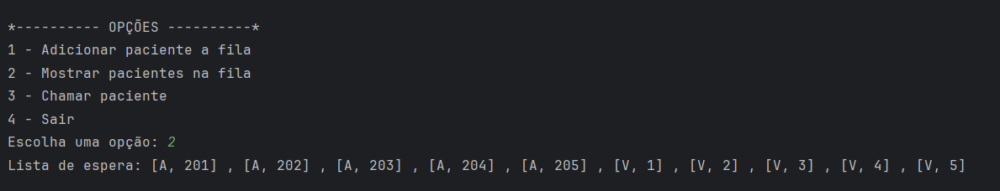 *---------- OPÇÕES ----------*
1 - Adicionar paciente a fila
2 - Mostrar pacientes na fila
3 - Chamar paciente
4 - Sair
Escolha uma opção: 2
Lista de espera: [A, 201] , [A, 202] , [A, 203] , [A, 204] , [A, 205] , [V, 1] , [V, 2] , [V, 3] , [V, 4] , [V, 5]